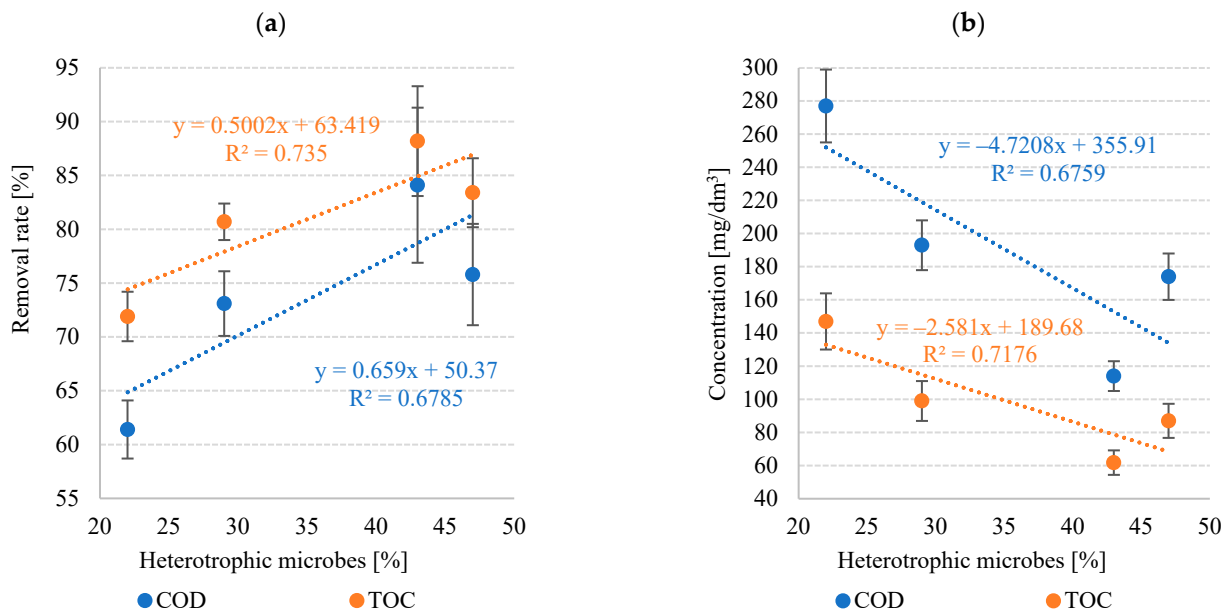 (a)
Removal rate [%]
95
90
85
80
75
70
65
60
55
y = 0.5002x + 63.419
R² = 0.735
y = 0.659x + 50.37
R² = 0.6785
20 25 30 35 40 45 50
Heterotrophic microbes [%]
COD TOC
(b)
Concentration [mg/dm³]
300
280
260
240
220
200
180
160
140
120
100
80
60
40
y = –4.7208x + 355.91
R² = 0.6759
y = –2.581x + 189.68
R² = 0.7176
20 25 30 35 40 45 50
Heterotrophic microbes [%]
COD TOC